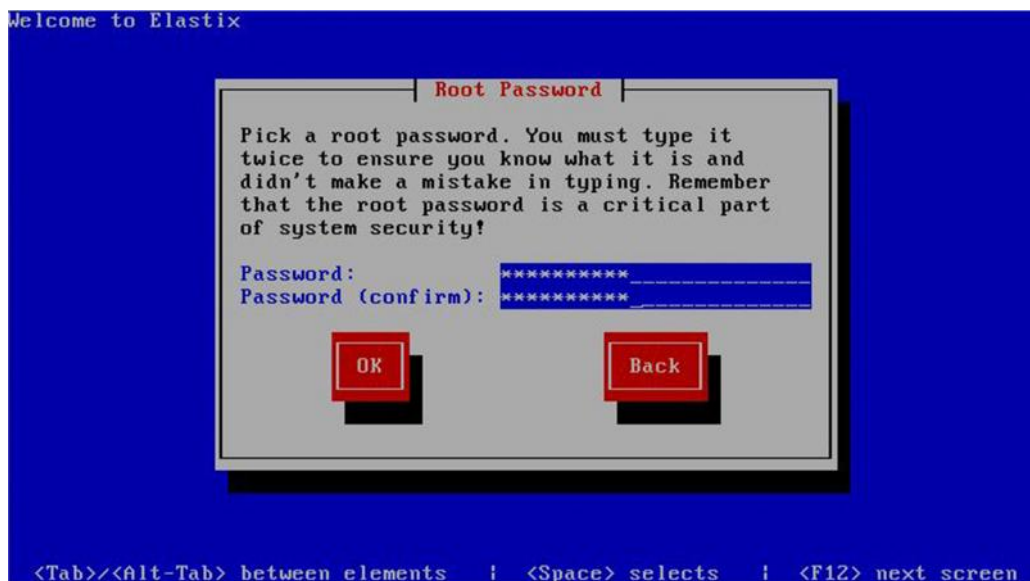 Welcome to Elastix
Root Password
Pick a root password. You must type it
twice to ensure you know what it is and
didn't make a mistake in typing. Remember
that the root password is a critical part
of system security!
Password: **********______________
Password (confirm): **********______________
OK Back
<Tab>/<Alt-Tab> between elements | <Space> selects | <F12> next screen